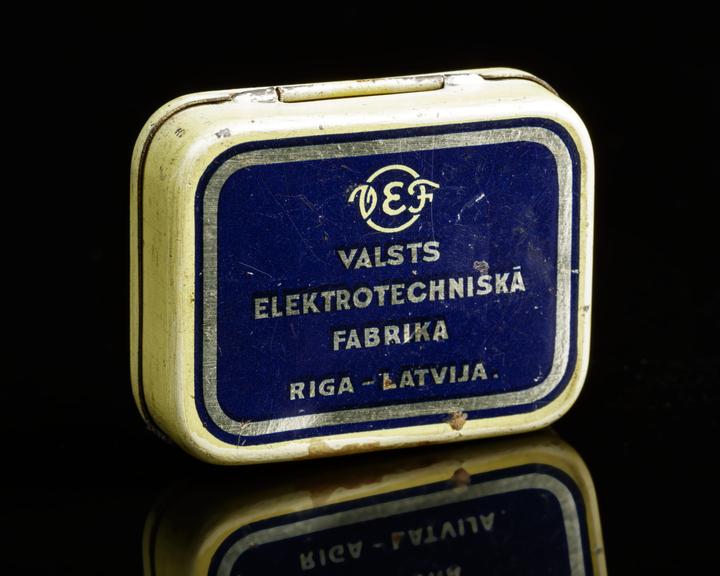 VEF
VALSTS
ELEKTROTECHNISKĀ
FABRIKA
RIGA - LATVIJA.